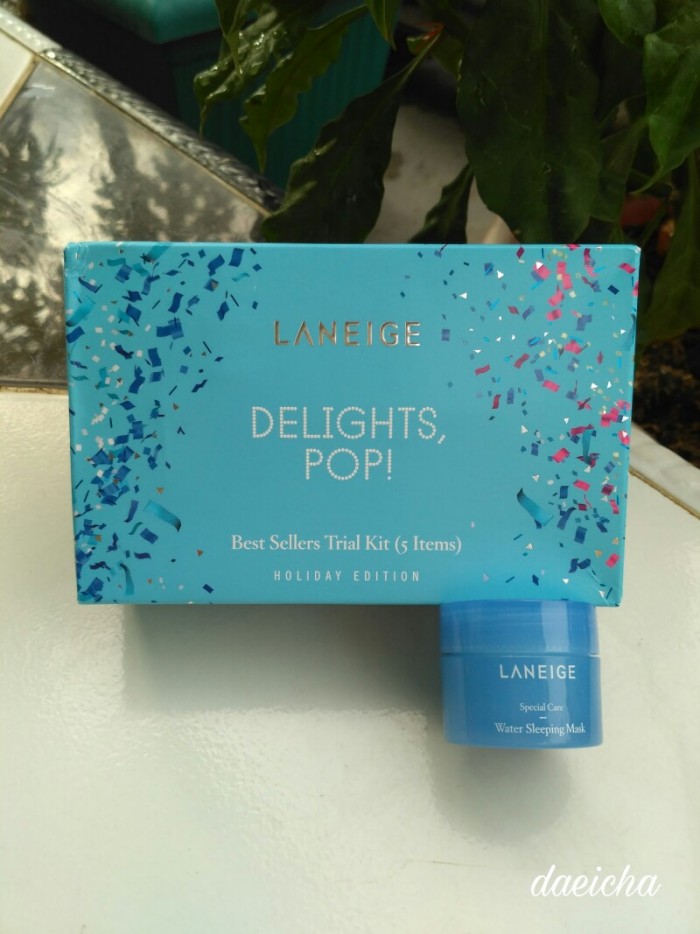 LANEIGE
DELIGHTS,
POP!
Best Sellers Trial Kit (5 Items)
HOLIDAY EDITION
LANEIGE
Special Care
Water Sleeping Mask
daeicha